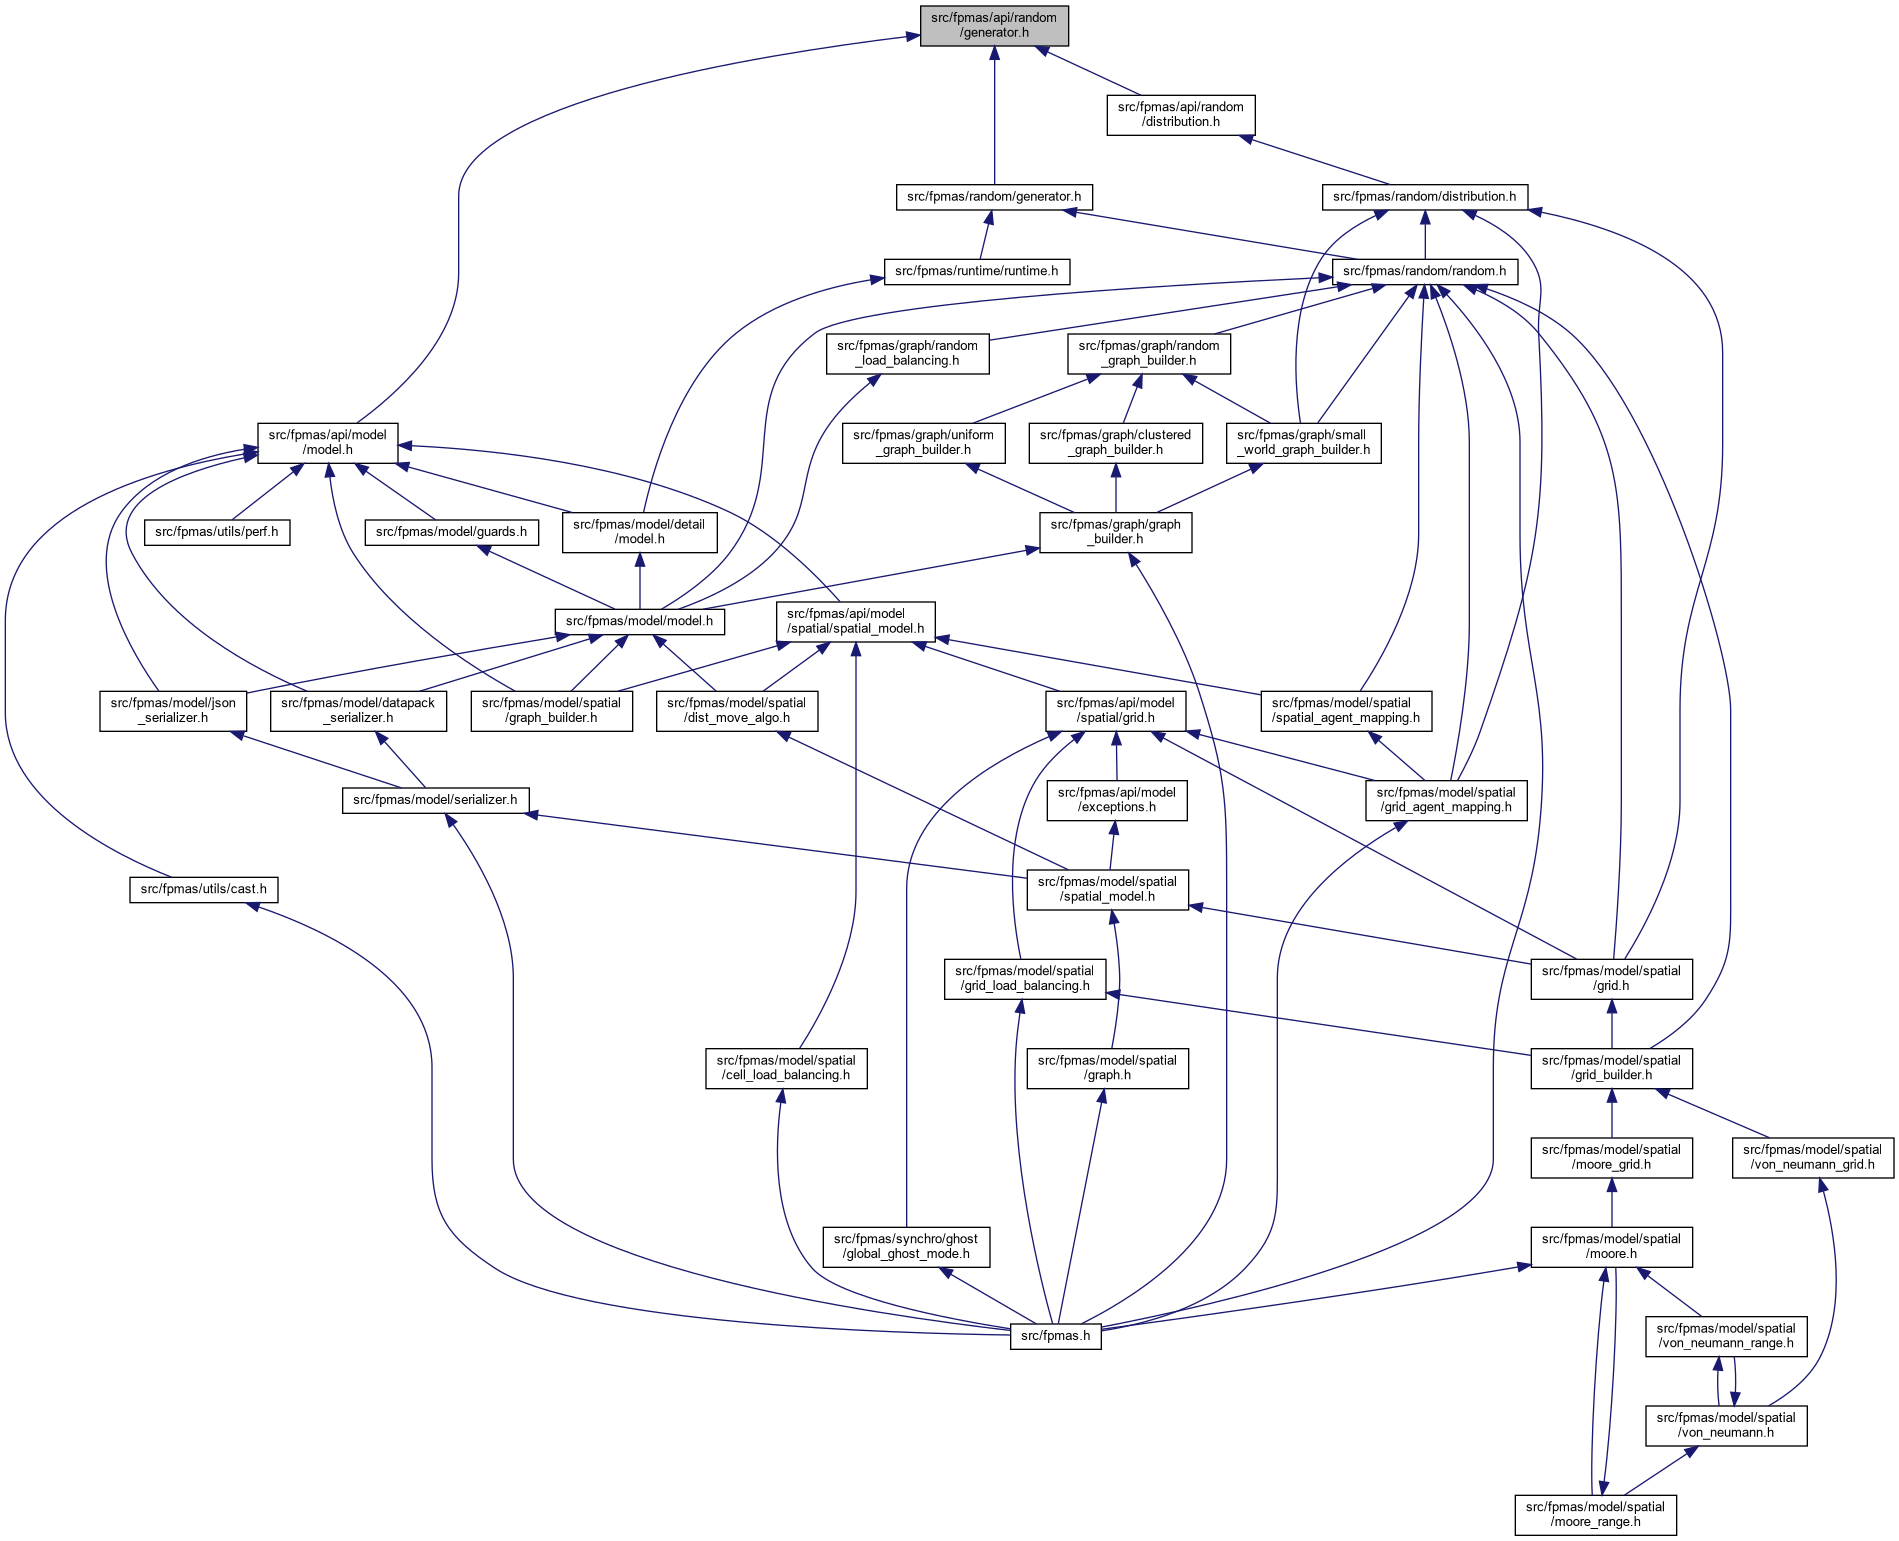 src/fpmas/api/random
/generator.h
src/fpmas/api/random
/distribution.h
src/fpmas/random/generator.h
src/fpmas/random/distribution.h
src/fpmas/runtime/runtime.h
src/fpmas/random/random.h
src/fpmas/graph/random
_load_balancing.h
src/fpmas/graph/random
_graph_builder.h
src/fpmas/api/model
/model.h
src/fpmas/graph/uniform
_graph_builder.h
src/fpmas/graph/clustered
_graph_builder.h
src/fpmas/graph/small
_world_graph_builder.h
src/fpmas/utils/perf.h
src/fpmas/model/guards.h
src/fpmas/model/detail
/model.h
src/fpmas/graph/graph
_builder.h
src/fpmas/model/model.h
src/fpmas/api/model
/spatial/spatial_model.h
src/fpmas/model/json
_serializer.h
src/fpmas/model/datapack
_serializer.h
src/fpmas/model/spatial
/graph_builder.h
src/fpmas/model/spatial
/dist_move_algo.h
src/fpmas/api/model
/spatial/grid.h
src/fpmas/model/spatial
/spatial_agent_mapping.h
src/fpmas/model/serializer.h
src/fpmas/api/model
/exceptions.h
src/fpmas/model/spatial
/grid_agent_mapping.h
src/fpmas/utils/cast.h
src/fpmas/model/spatial
/spatial_model.h
src/fpmas/model/spatial
/grid_load_balancing.h
src/fpmas/model/spatial
/grid.h
src/fpmas/model/spatial
/cell_load_balancing.h
src/fpmas/model/spatial
/graph.h
src/fpmas/model/spatial
/grid_builder.h
src/fpmas/model/spatial
/moore_grid.h
src/fpmas/model/spatial
/von_neumann_grid.h
src/fpmas/synchro/ghost
/global_ghost_mode.h
src/fpmas/model/spatial
/moore.h
src/fpmas.h
src/fpmas/model/spatial
/von_neumann_range.h
src/fpmas/model/spatial
/von_neumann.h
src/fpmas/model/spatial
/moore_range.h